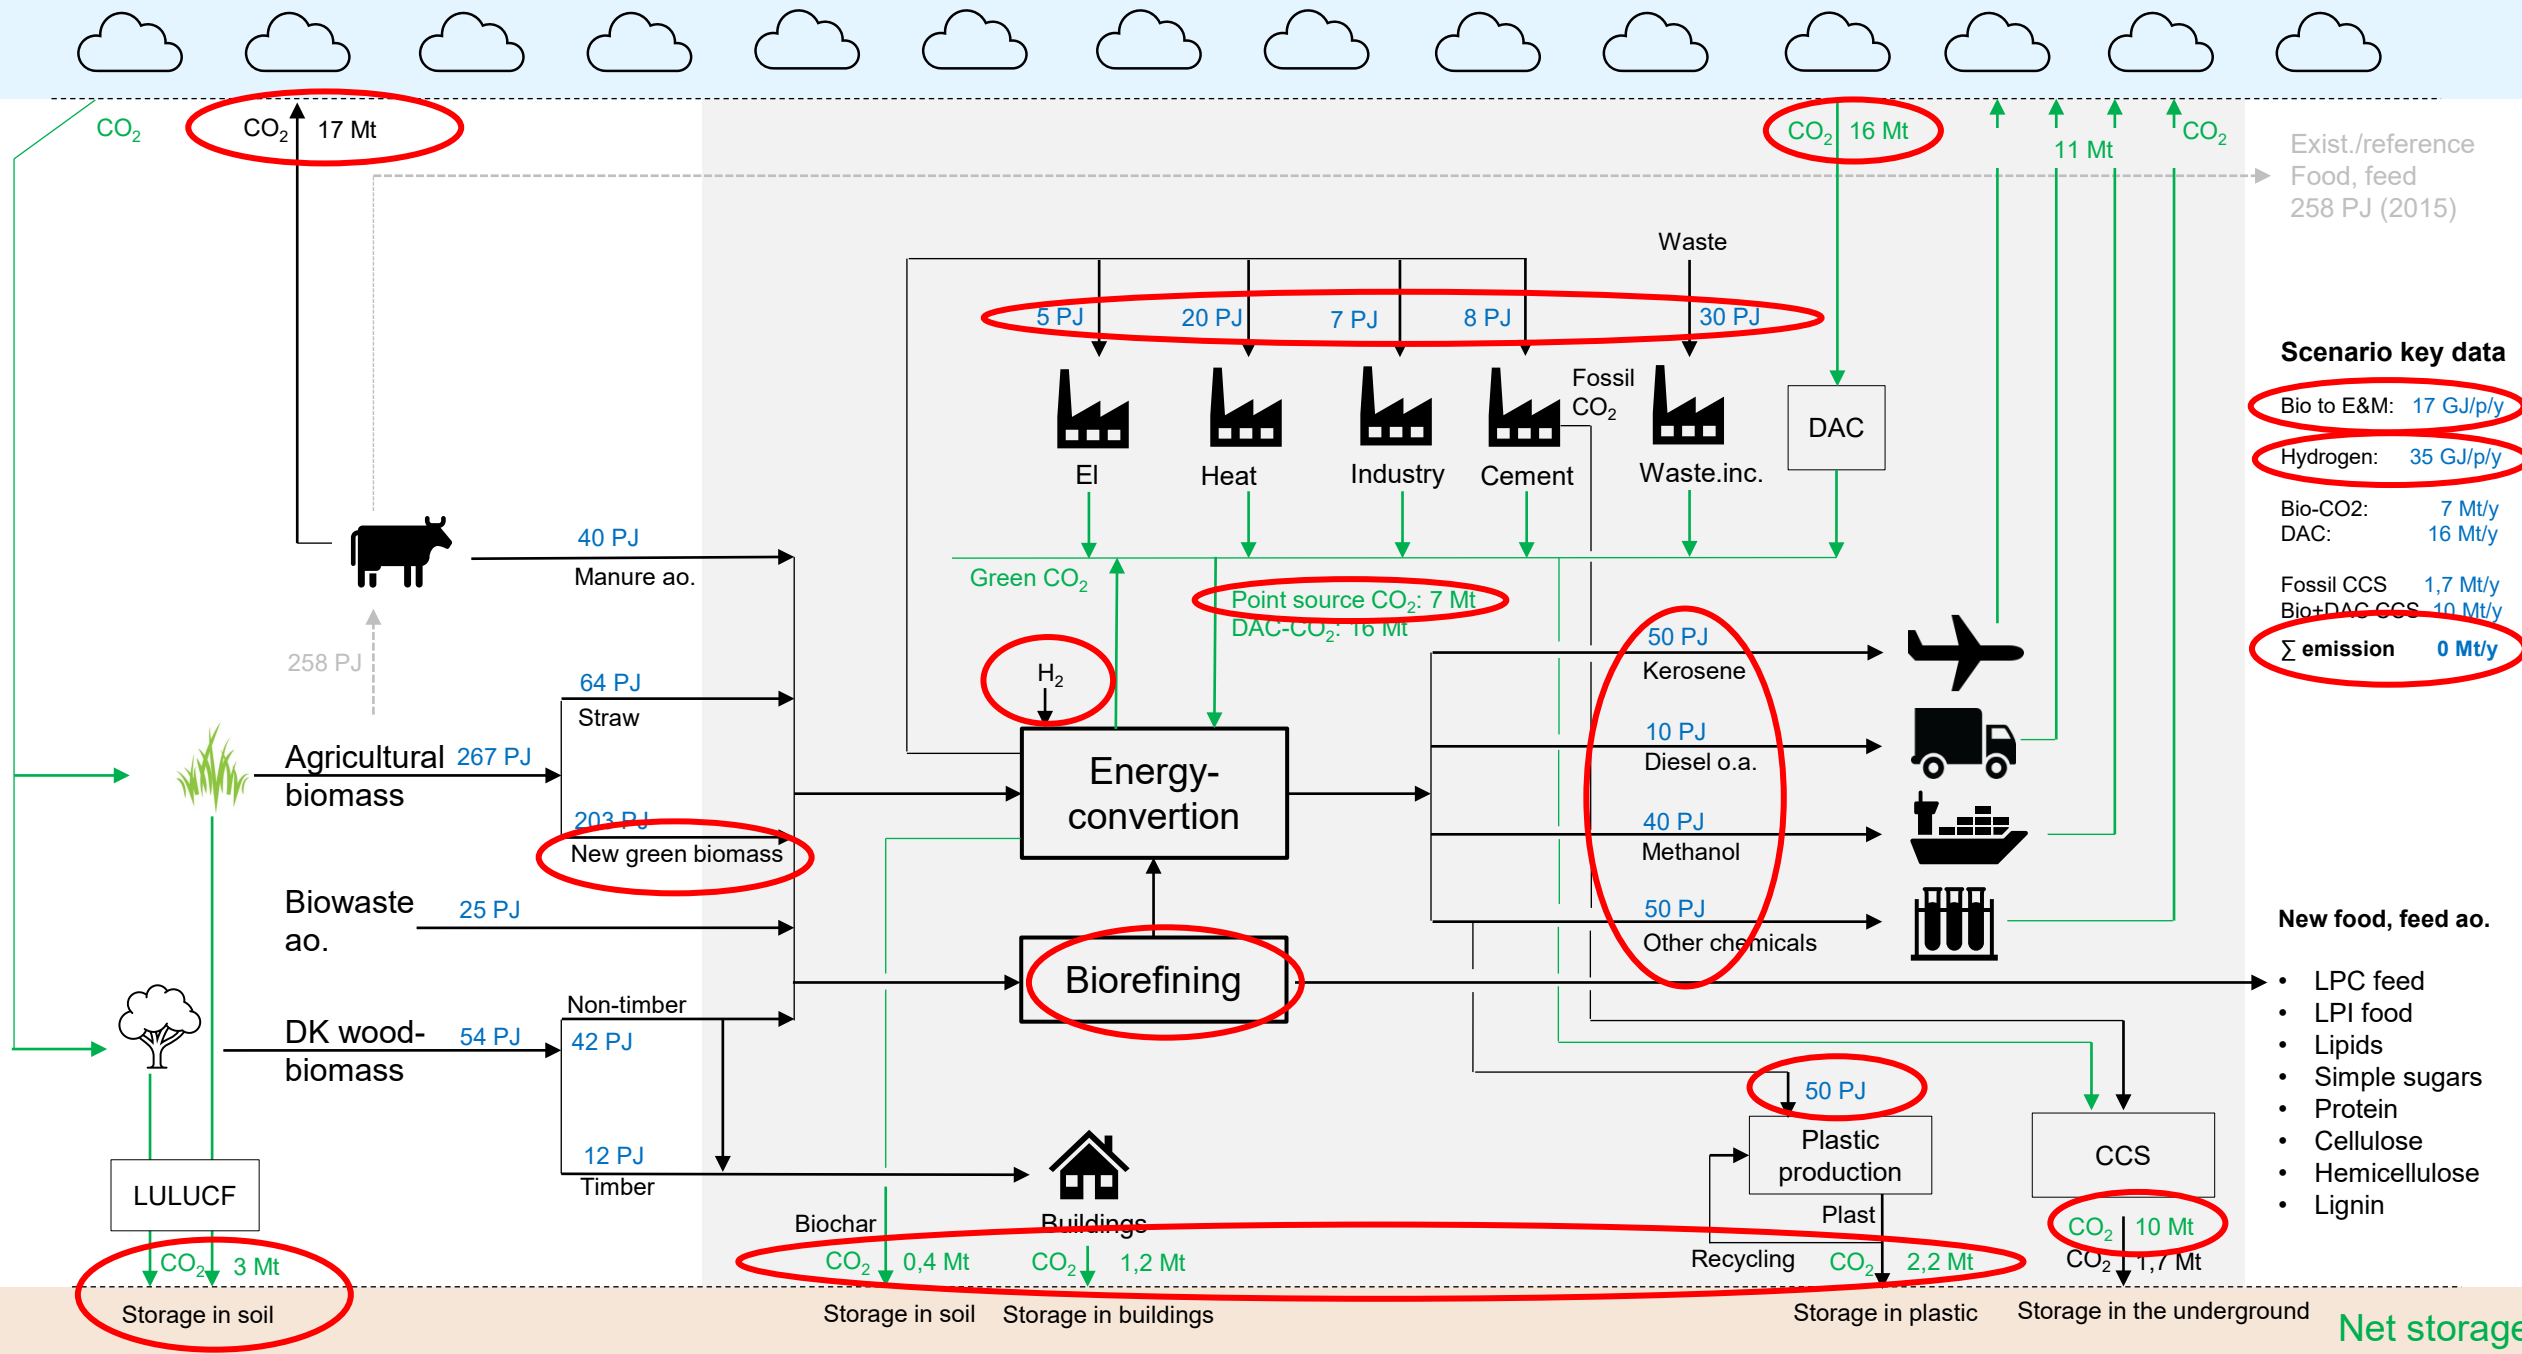 CO₂
CO₂ 17 Mt
CO₂ 16 Mt
11 Mt
CO₂
Exist./reference
Food, feed
258 PJ (2015)
Waste
5 PJ
20 PJ
7 PJ
8 PJ
30 PJ
Fossil
CO₂
El
Heat
Industry
Cement
Waste.inc.
DAC
Scenario key data
Bio to E&M: 17 GJ/p/y
Hydrogen: 35 GJ/p/y
Bio-CO2: 7 Mt/y
DAC: 16 Mt/y
Fossil CCS 1,7 Mt/y
Bio+DAC CCS 10 Mt/y
∑ emission 0 Mt/y
40 PJ
Manure ao.
Green CO₂
Point source CO₂: 7 Mt
DAC-CO₂: 16 Mt
258 PJ
H₂
64 PJ
Straw
Agricultural
biomass
267 PJ
203 PJ
New green biomass
Energy-
convertion
50 PJ
Kerosene
10 PJ
Diesel o.a.
40 PJ
Methanol
50 PJ
Other chemicals
Biowaste
ao.
25 PJ
Biorefining
New food, feed ao.
• LPC feed
• LPI food
• Lipids
• Simple sugars
• Protein
• Cellulose
• Hemicellulose
• Lignin
DK wood-
biomass
54 PJ
Non-timber
42 PJ
12 PJ
Timber
50 PJ
Plastic
production
CCS
LULUCF
Biochar
Buildings
Plast
Recycling
CO₂ 3 Mt
CO₂ 0,4 Mt
CO₂ 1,2 Mt
CO₂ 2,2 Mt
CO₂ 10 Mt
CO₂ 1,7 Mt
Storage in soil
Storage in soil
Storage in buildings
Storage in plastic
Storage in the underground
Net storage